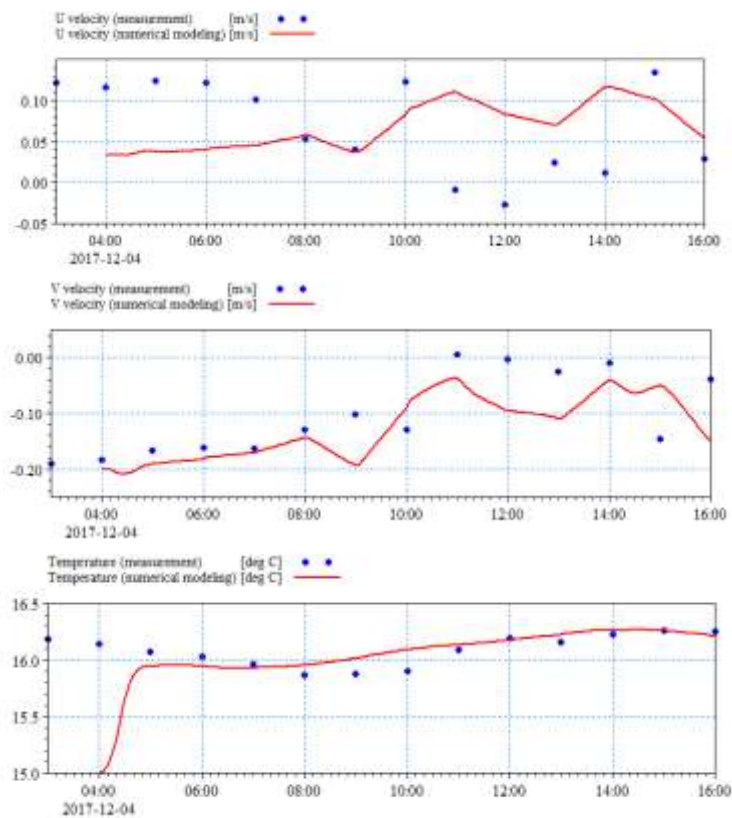 U velocity (measurement) [m/s]
U velocity (numerical modeling) [m/s]
0.10
0.05
0.00
-0.05
04:00 06:00 08:00 10:00 12:00 14:00 16:00
2017-12-04
V velocity (measurement) [m/s]
V velocity (numerical modeling) [m/s]
0.00
-0.10
-0.20
04:00 06:00 08:00 10:00 12:00 14:00 16:00
2017-12-04
Temperature (measurement) [deg C]
Temperature (numerical modeling) [deg C]
16.5
16.0
15.5
15.0
04:00 06:00 08:00 10:00 12:00 14:00 16:00
2017-12-04